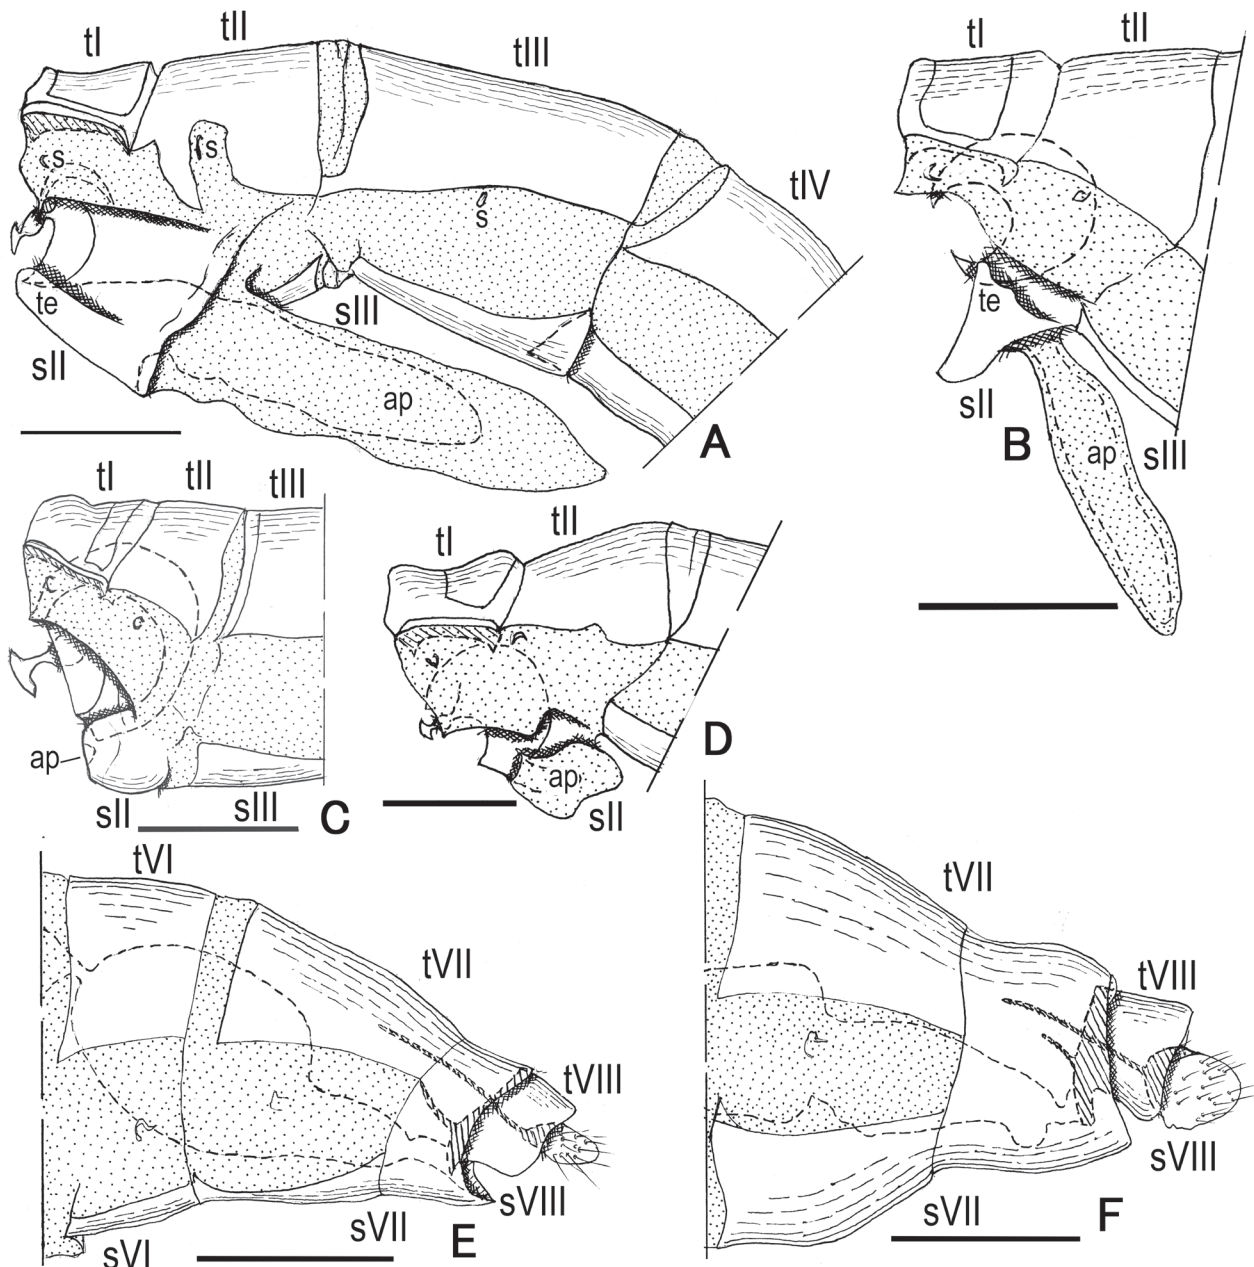 tI tII tIII tIV
s s s
te sII sIII ap
A
tI tII
te sII ap sIII
B
tI tII tIII
ap sII sIII
C
tI tII
ap sII
D
tVI tVII tVIII
sVI sVII sVIII
E
tVII tVIII
sVII sVIII
F